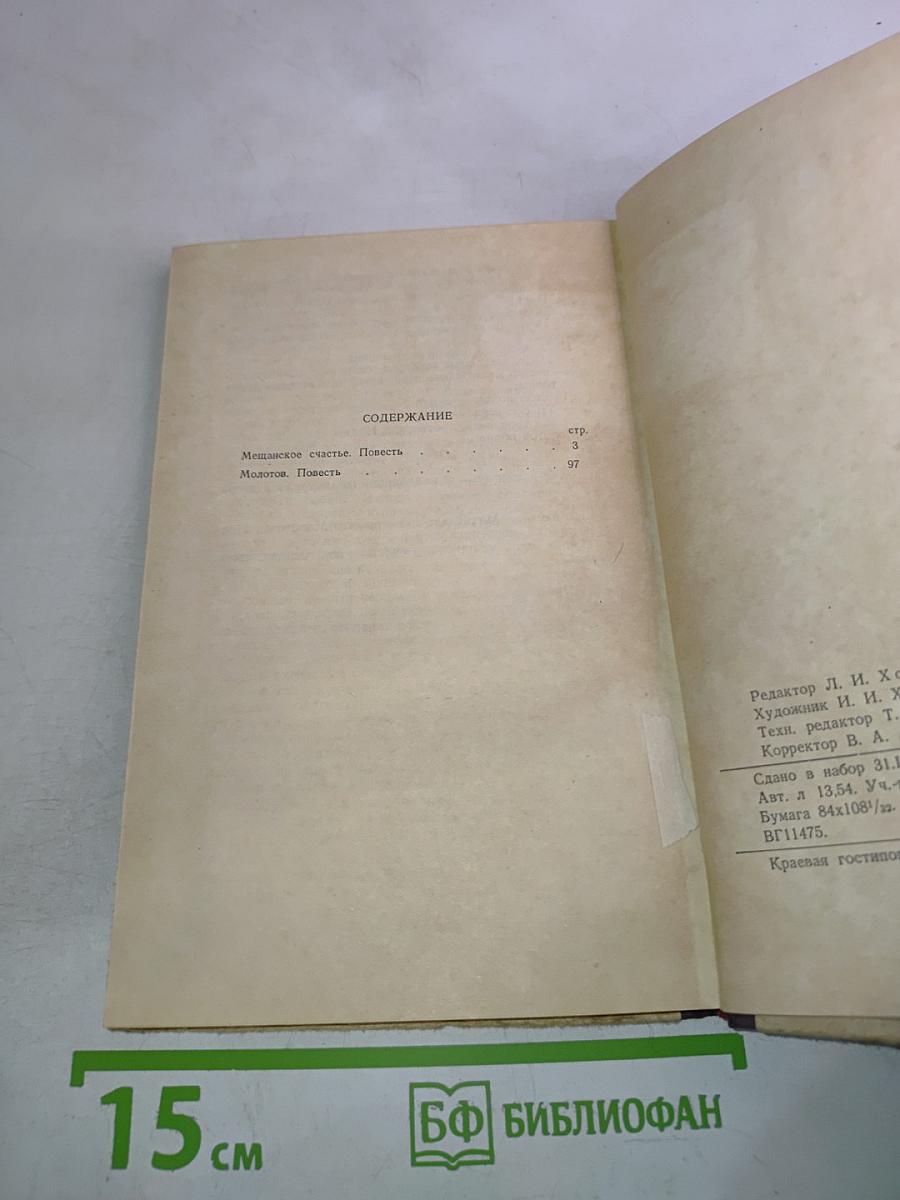 СОДЕРЖАНИЕ
стр.
Мещанское счастье. Повесть . . . . . . 3
Молотов. Повесть . . . . . . . . 97
Редактор Л. И.
Художник И. И.
Техн. редактор Т.
Корректор В. А.
Сдано в набор 31.
Авт. л 13,54. Уч.-
Бумага 84х108¹/₃₂.
ВГ11475.
Краевая
15 см
БФ БИБЛИОФАН